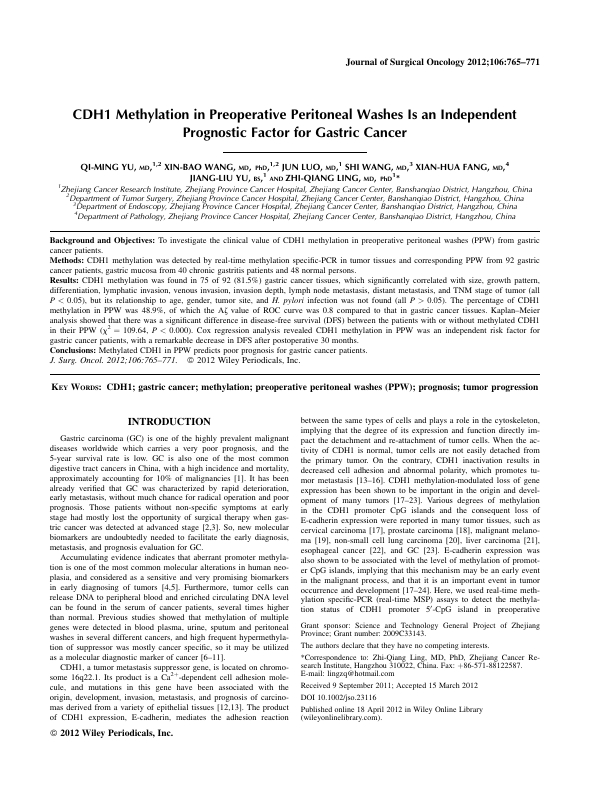 Journal of Surgical Oncology 2012;106:765–771
CDH1 Methylation in Preoperative Peritoneal Washes Is an Independent
Prognostic Factor for Gastric Cancer
QI-MING YU, MD,1,2 XIN-BAO WANG, MD, PhD,1,2 JUN LUO, MD,1 SHI WANG, MD,3 XIAN-HUA FANG, MD,4
JIANG-LIU YU, BS,1 AND ZHI-QIANG LING, MD, PhD1*
1Zhejiang Cancer Research Institute, Zhejiang Province Cancer Hospital, Zhejiang Cancer Center, Banshanqiao District, Hangzhou, China
2Department of Tumor Surgery, Zhejiang Province Cancer Hospital, Zhejiang Cancer Center, Banshanqiao District, Hangzhou, China
3Department of Endoscopy, Zhejiang Province Cancer Hospital, Zhejiang Cancer Center, Banshanqiao District, Hangzhou, China
4Department of Pathology, Zhejiang Province Cancer Hospital, Zhejiang Cancer Center, Banshanqiao District, Hangzhou, China
Background and Objectives: To investigate the clinical value of CDH1 methylation in preoperative peritoneal washes (PPW) from gastric
cancer patients.
Methods: CDH1 methylation was detected by real-time methylation specific-PCR in tumor tissues and corresponding PPW from 92 gastric
cancer patients, gastric mucosa from 40 chronic gastritis patients and 48 normal persons.
Results: CDH1 methylation was found in 75 of 92 (81.5%) gastric cancer tissues, which significantly correlated with size, growth pattern,
differentiation, lymphatic invasion, venous invasion, invasion depth, lymph node metastasis, distant metastasis, and TNM stage of tumor (all
P < 0.05), but its relationship to age, gender, tumor site, and H. pylori infection was not found (all P > 0.05). The percentage of CDH1
methylation in PPW was 48.9%, of which the Aζ value of ROC curve was 0.8 compared to that in gastric cancer tissues. Kaplan–Meier
analysis showed that there was a significant difference in disease-free survival (DFS) between the patients with or without methylated CDH1
in their PPW (χ2 = 109.64, P < 0.000). Cox regression analysis revealed CDH1 methylation in PPW was an independent risk factor for
gastric cancer patients, with a remarkable decrease in DFS after postoperative 30 months.
Conclusions: Methylated CDH1 in PPW predicts poor prognosis for gastric cancer patients.
J. Surg. Oncol. 2012;106:765–771. © 2012 Wiley Periodicals, Inc.
KEY WORDS: CDH1; gastric cancer; methylation; preoperative peritoneal washes (PPW); prognosis; tumor progression
INTRODUCTION
Gastric carcinoma (GC) is one of the highly prevalent malignant
diseases worldwide which carries a very poor prognosis, and the
5-year survival rate is low. GC is also one of the most common
digestive tract cancers in China, with a high incidence and mortality,
approximately accounting for 10% of malignancies [1]. It has been
already verified that GC was characterized by rapid deterioration,
early metastasis, without much chance for radical operation and poor
prognosis. Those patients without non-specific symptoms at early
stage had mostly lost the opportunity of surgical therapy when gas-
tric cancer was detected at advanced stage [2,3]. So, new molecular
biomarkers are undoubtedly needed to facilitate the early diagnosis,
metastasis, and prognosis evaluation for GC.
Accumulating evidence indicates that aberrant promoter methyla-
tion is one of the most common molecular alterations in human neo-
plasia, and considered as a sensitive and very promising biomarkers
in early diagnosing of tumors [4,5]. Furthermore, tumor cells can
release DNA to peripheral blood and enriched circulating DNA level
can be found in the serum of cancer patients, several times higher
than normal. Previous studies showed that methylation of multiple
genes were detected in blood plasma, urine, sputum and peritoneal
washes in several different cancers, and high frequent hypermethyla-
tion of suppressor was mostly cancer specific, so it may be utilized
as a molecular diagnostic marker of cancer [6–11].
CDH1, a tumor metastasis suppressor gene, is located on chromo-
some 16q22.1. Its product is a Ca2+-dependent cell adhesion mole-
cule, and mutations in this gene have been associated with the
origin, development, invasion, metastasis, and prognosis of carcino-
mas derived from a variety of epithelial tissues [12,13]. The product
of CDH1 expression, E-cadherin, mediates the adhesion reaction
between the same types of cells and plays a role in the cytoskeleton,
implying that the degree of its expression and function directly im-
pact the detachment and re-attachment of tumor cells. When the ac-
tivity of CDH1 is normal, tumor cells are not easily detached from
the primary tumor. On the contrary, CDH1 inactivation results in
decreased cell adhesion and abnormal polarity, which promotes tu-
mor metastasis [13–16]. CDH1 methylation-modulated loss of gene
expression has been shown to be important in the origin and devel-
opment of many tumors [17–23]. Various degrees of methylation
in the CDH1 promoter CpG islands and the consequent loss of
E-cadherin expression were reported in many tumor tissues, such as
cervical cancer [17], prostate carcinoma [18], malignant melano-
ma [19], non-small cell lung carcinoma [20], liver carcinoma [21],
esophageal cancer [22], and GC [23]. E-cadherin expression was
also shown to be associated with the level of methylation of promot-
er CpG islands, implying that this mechanism may be an early event
in the malignant process, and that it is an important event in tumor
occurrence and development [17–24]. Here, we used real-time meth-
ylation specific-PCR (real-time MSP) assays to detect the methyla-
tion status of CDH1 promoter 5′-CpG island in preoperative
Grant sponsor: Science and Technology General Project of Zhejiang
Province; Grant number: 2009C33143.
The authors declare that they have no competing interests.
*Correspondence to: Zhi-Qiang Ling, MD, PhD, Zhejiang Cancer Re-
search Institute, Hangzhou 310022, China. Fax: +86-571-88122587.
E-mail: lingzq@hotmail.com
Received 9 September 2011; Accepted 15 March 2012
DOI 10.1002/jso.23116
Published online 18 April 2012 in Wiley Online Library
(wileyonlinelibrary.com).
© 2012 Wiley Periodicals, Inc.